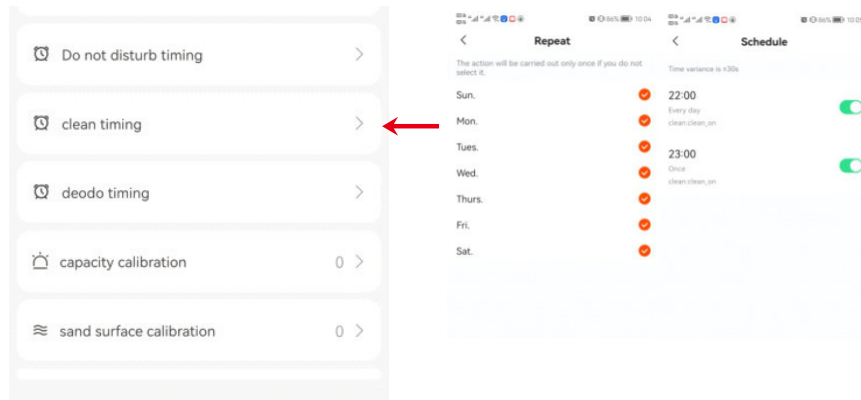 Do not disturb timing
clean timing
deodo timing
capacity calibration 0
sand surface calibration 0
10:04
Repeat
The action will be carried out only once if you do not
select it.
Sun.
Mon.
Tues.
Wed.
Thurs.
Fri.
Sat.
Schedule
Time variance is ±30s
22:00
Every day
clean:clean_on
23:00
Once
clean:clean_on